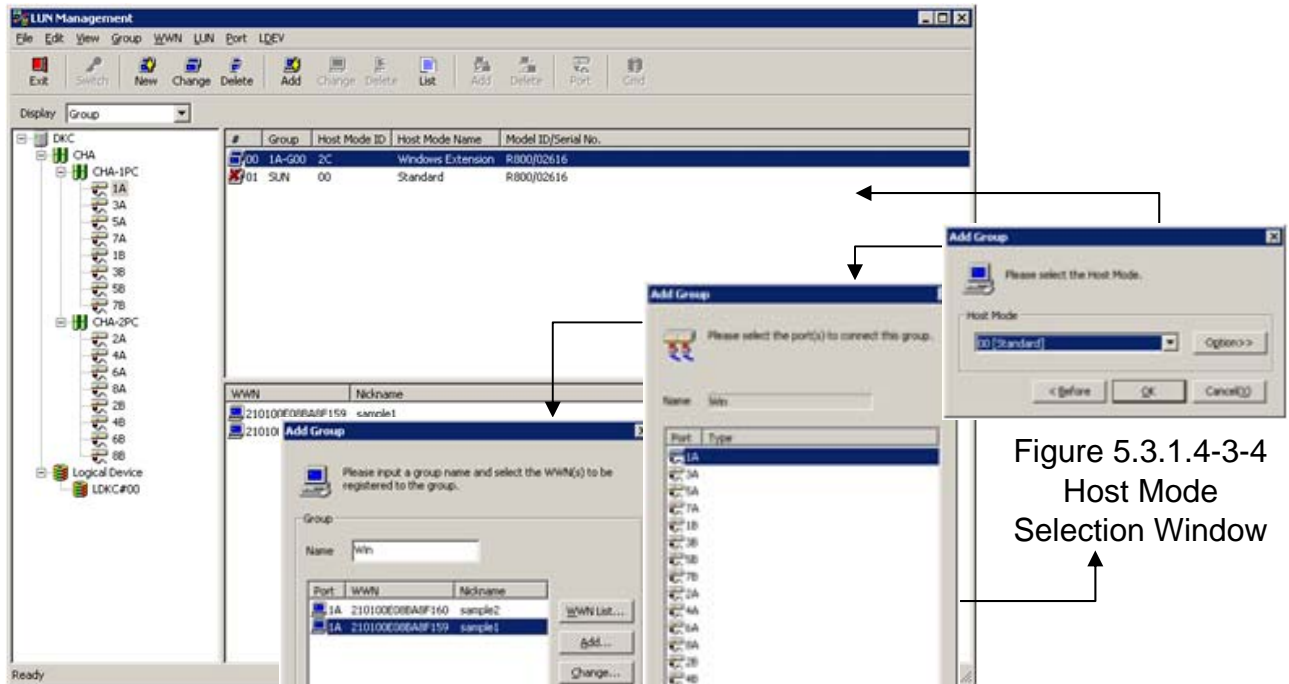 LUN Management
File Edit View Group WWN LUN Port LDEV
Exit Switch New Change Delete Add Change Delete List Add Delete Port Cmd
Display Group
DKC
CHA
CHA-1PC
1A
3A
5A
7A
1B
3B
5B
7B
CHA-2PC
2A
4A
6A
8A
2B
4B
6B
8B
Logical Device
LDKC#00
# Group Host Mode ID Host Mode Name Model ID/Serial No.
00 1A-G00 2C Windows Extension R800/02616
01 SUN 00 Standard R800/02616
WWN Nickname
210100E08BA8F159 sample1
21010
Ready
Add Group
Please input a group name and select the WWN(s) to be
registered to the group.
Group
Name Win
Port WWN Nickname
1A 210100E08BA8F160 sample2
1A 210100E08BA8F159 sample1
WWN List...
Add...
Change...
Add Group
Please select the port(s) to connect this group.
Name Win
Port Type
1A
3A
5A
7A
1B
3B
5B
7B
2A
4A
6A
8A
2B
4B
Add Group
Please select the Host Mode.
Host Mode
00 [Standard] Option>>
< Before OK Cancel(X)
Figure 5.3.1.4-3-4
Host Mode
Selection Window